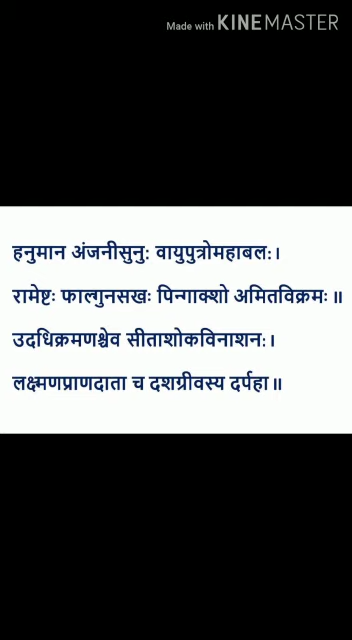 Made with KINEMASTER
हनुमान अंजनीसुनु: वायुपुत्रोमहाबल:।
रामेष्टः फाल्गुनसखः पिन्गाक्शो अमितविक्रमः॥
उदधिक्रमणश्चेव सीताशोकविनाशन:।
लक्ष्मणप्राणदाता च दशग्रीवस्य दर्पहा॥